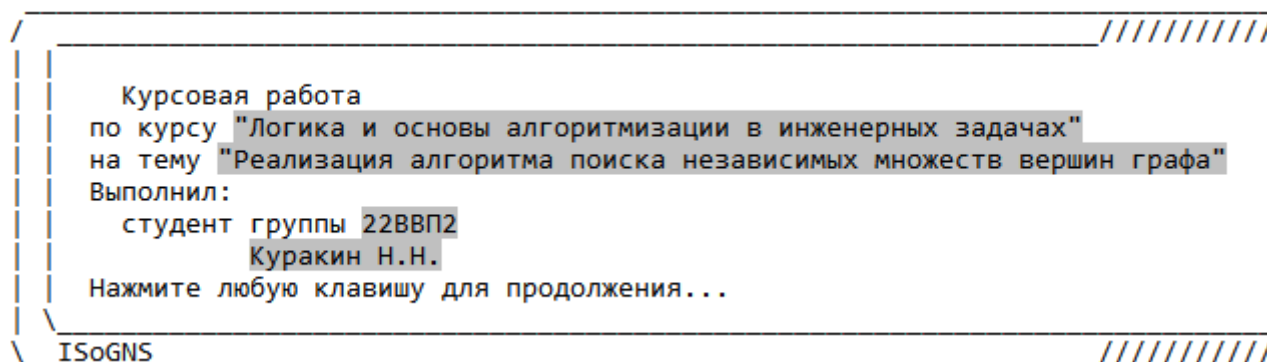 Курсовая работа
по курсу "Логика и основы алгоритмизации в инженерных задачах"
на тему "Реализация алгоритма поиска независимых множеств вершин графа"
Выполнил:
студент группы 22ВВП2
Куракин Н.Н.
Нажмите любую клавишу для продолжения...
ISoGNS